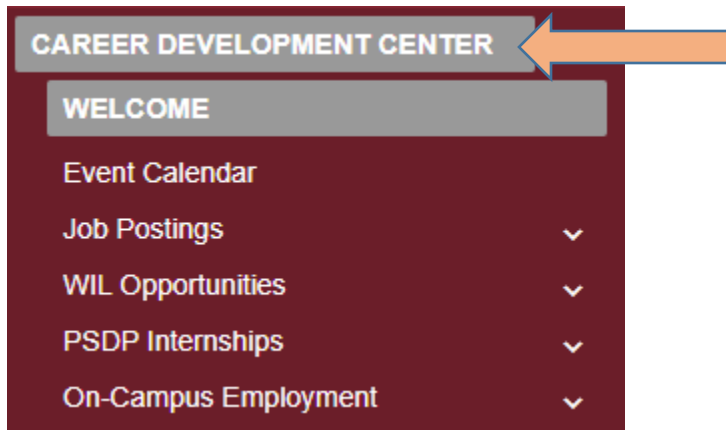 CAREER DEVELOPMENT CENTER
WELCOME
Event Calendar
Job Postings
WIL Opportunities
PSDP Internships
On-Campus Employment